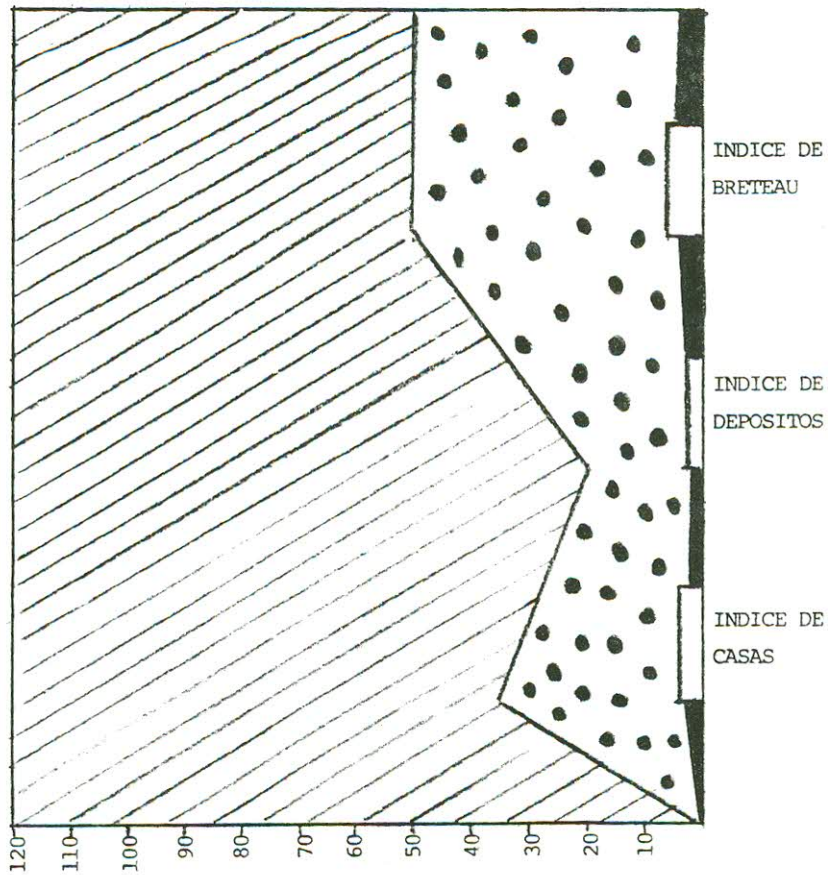 INDICE DE
BRETEAU
INDICE DE
DEPOSITOS
INDICE DE
CASAS
120
110
100
90
80
70
60
50
40
30
20
10